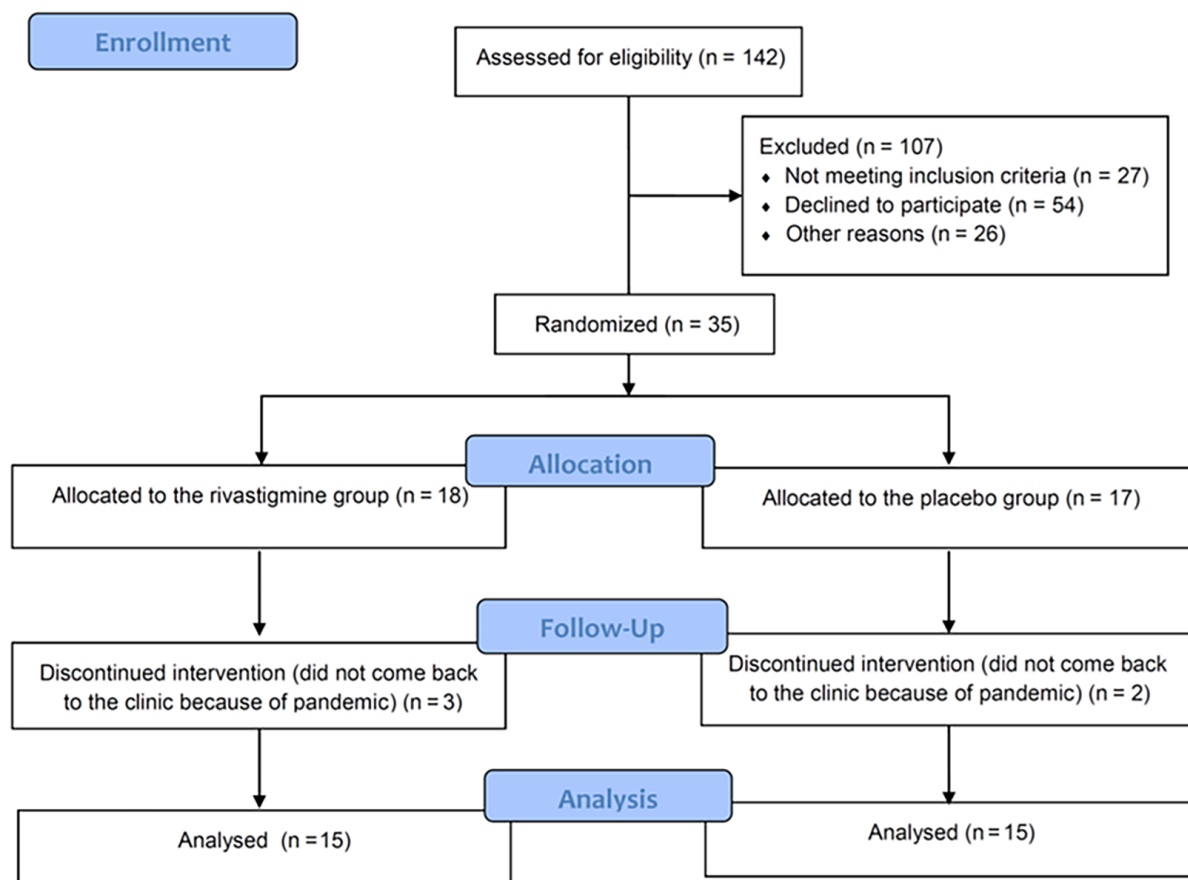 Enrollment
Assessed for eligibility (n = 142)
Excluded (n = 107)
♦ Not meeting inclusion criteria (n = 27)
♦ Declined to participate (n = 54)
♦ Other reasons (n = 26)
Randomized (n = 35)
Allocation
Allocated to the rivastigmine group (n = 18)
Allocated to the placebo group (n = 17)
Follow-Up
Discontinued intervention (did not come back
to the clinic because of pandemic) (n = 3)
Discontinued intervention (did not come back
to the clinic because of pandemic) (n = 2)
Analysis
Analysed (n = 15)
Analysed (n = 15)